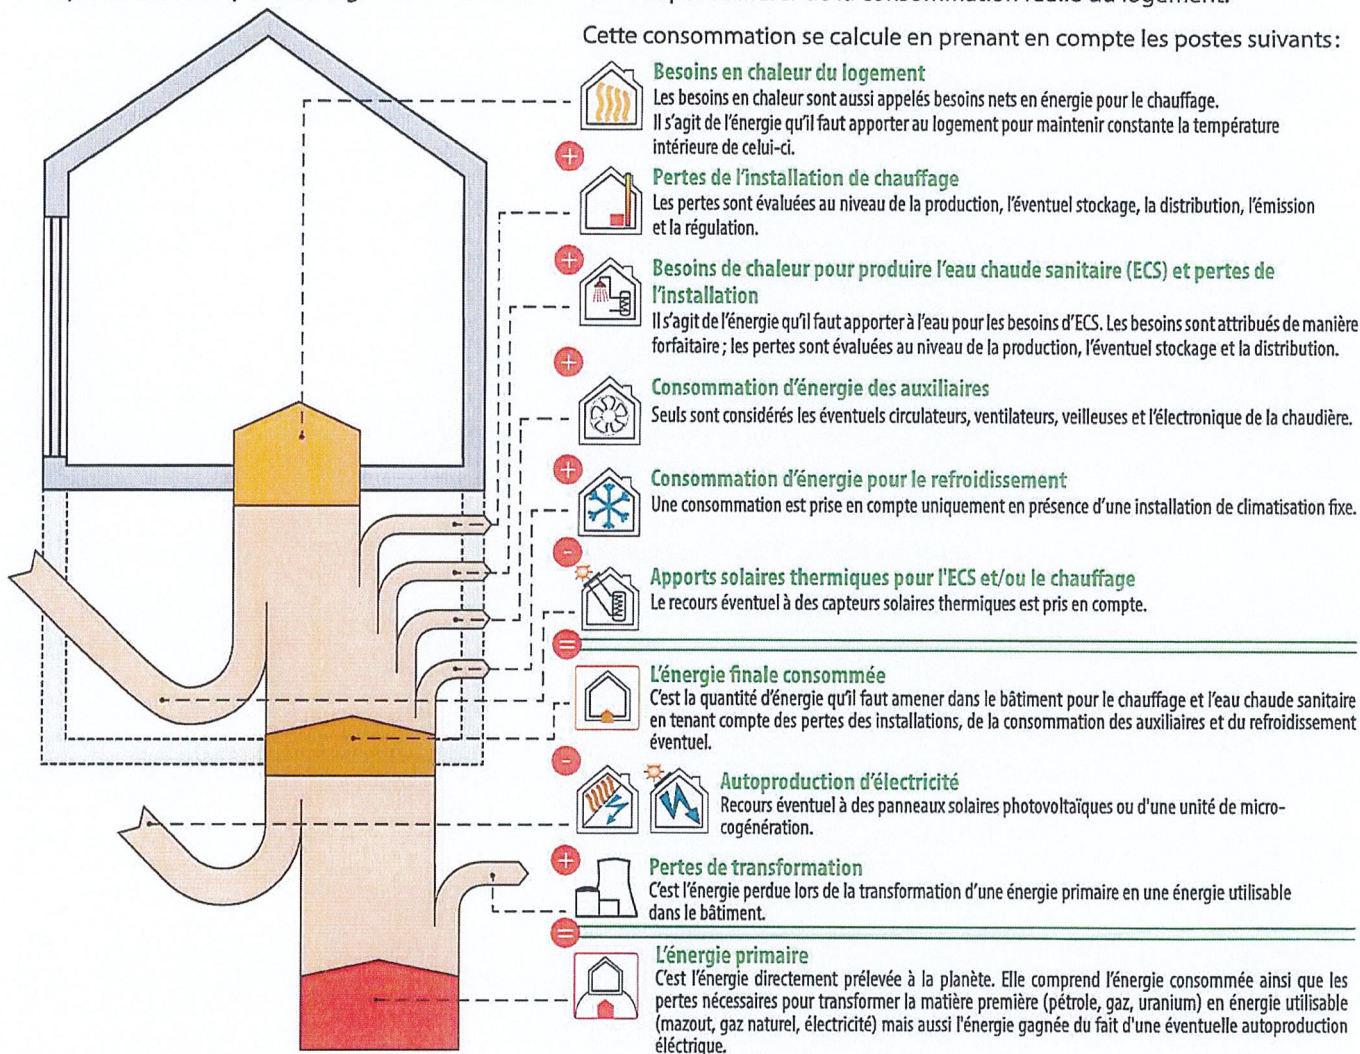 de la consommation réelle du logement.
Cette consommation se calcule en prenant en compte les postes suivants :
Besoins en chaleur du logement
Les besoins en chaleur sont aussi appelés besoins nets en énergie pour le chauffage.
Il s'agit de l'énergie qu'il faut apporter au logement pour maintenir constante la température
intérieure de celui-ci.
+
Pertes de l'installation de chauffage
Les pertes sont évaluées au niveau de la production, l'éventuel stockage, la distribution, l'émission
et la régulation.
+
Besoins de chaleur pour produire l'eau chaude sanitaire (ECS) et pertes de
l'installation
Il s'agit de l'énergie qu'il faut apporter à l'eau pour les besoins d'ECS. Les besoins sont attribués de manière
forfaitaire ; les pertes sont évaluées au niveau de la production, l'éventuel stockage et la distribution.
+
Consommation d'énergie des auxiliaires
Seuls sont considérés les éventuels circulateurs, ventilateurs, veilleuses et l'électronique de la chaudière.
+
Consommation d'énergie pour le refroidissement
Une consommation est prise en compte uniquement en présence d'une installation de climatisation fixe.
-
Apports solaires thermiques pour l'ECS et/ou le chauffage
Le recours éventuel à des capteurs solaires thermiques est pris en compte.
=
L'énergie finale consommée
C'est la quantité d'énergie qu'il faut amener dans le bâtiment pour le chauffage et l'eau chaude sanitaire
en tenant compte des pertes des installations, de la consommation des auxiliaires et du refroidissement
éventuel.
-
Autoproduction d'électricité
Recours éventuel à des panneaux solaires photovoltaïques ou d'une unité de micro-
cogénération.
+
Pertes de transformation
C'est l'énergie perdue lors de la transformation d'une énergie primaire en une énergie utilisable
dans le bâtiment.
=
L'énergie primaire
C'est l'énergie directement prélevée à la planète. Elle comprend l'énergie consommée ainsi que les
pertes nécessaires pour transformer la matière première (pétrole, gaz, uranium) en énergie utilisable
(mazout, gaz naturel, électricité) mais aussi l'énergie gagnée du fait d'une éventuelle autoproduction
éléctrique.